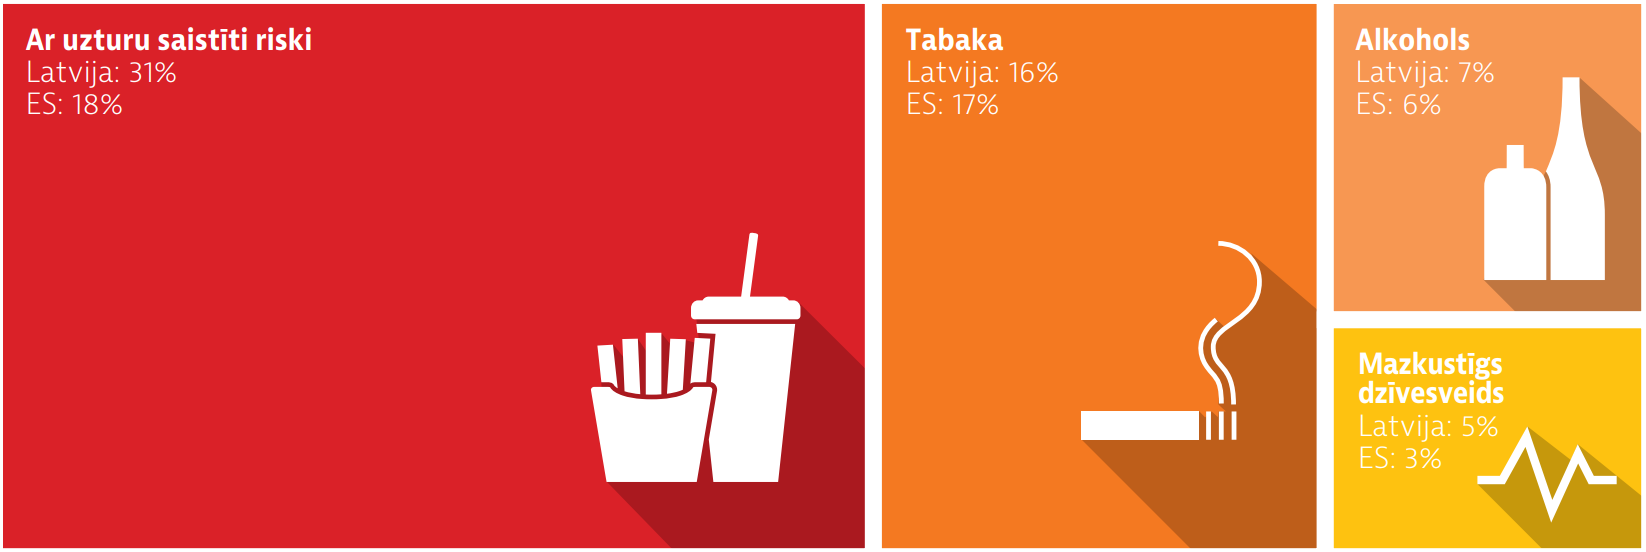 Ar uzturu saistīti riski
Latvija: 31%
ES: 18%
Tabaka
Latvija: 16%
ES: 17%
Alkohols
Latvija: 7%
ES: 6%
Mazkustīgs
dzīvesveids
Latvija: 5%
ES: 3%